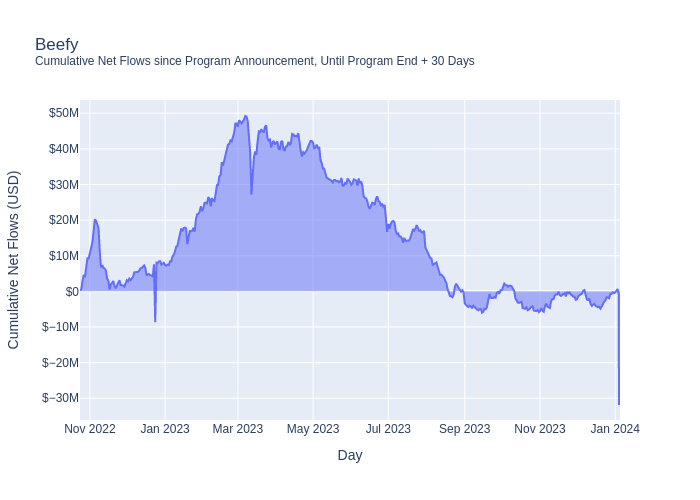 Beefy
Cumulative Net Flows since Program Announcement, Until Program End + 30 Days
Cumulative Net Flows (USD)
$50M
$40M
$30M
$20M
$10M
$0
$−10M
$−20M
$−30M
Nov 2022 Jan 2023 Mar 2023 May 2023 Jul 2023 Sep 2023 Nov 2023 Jan 2024
Day